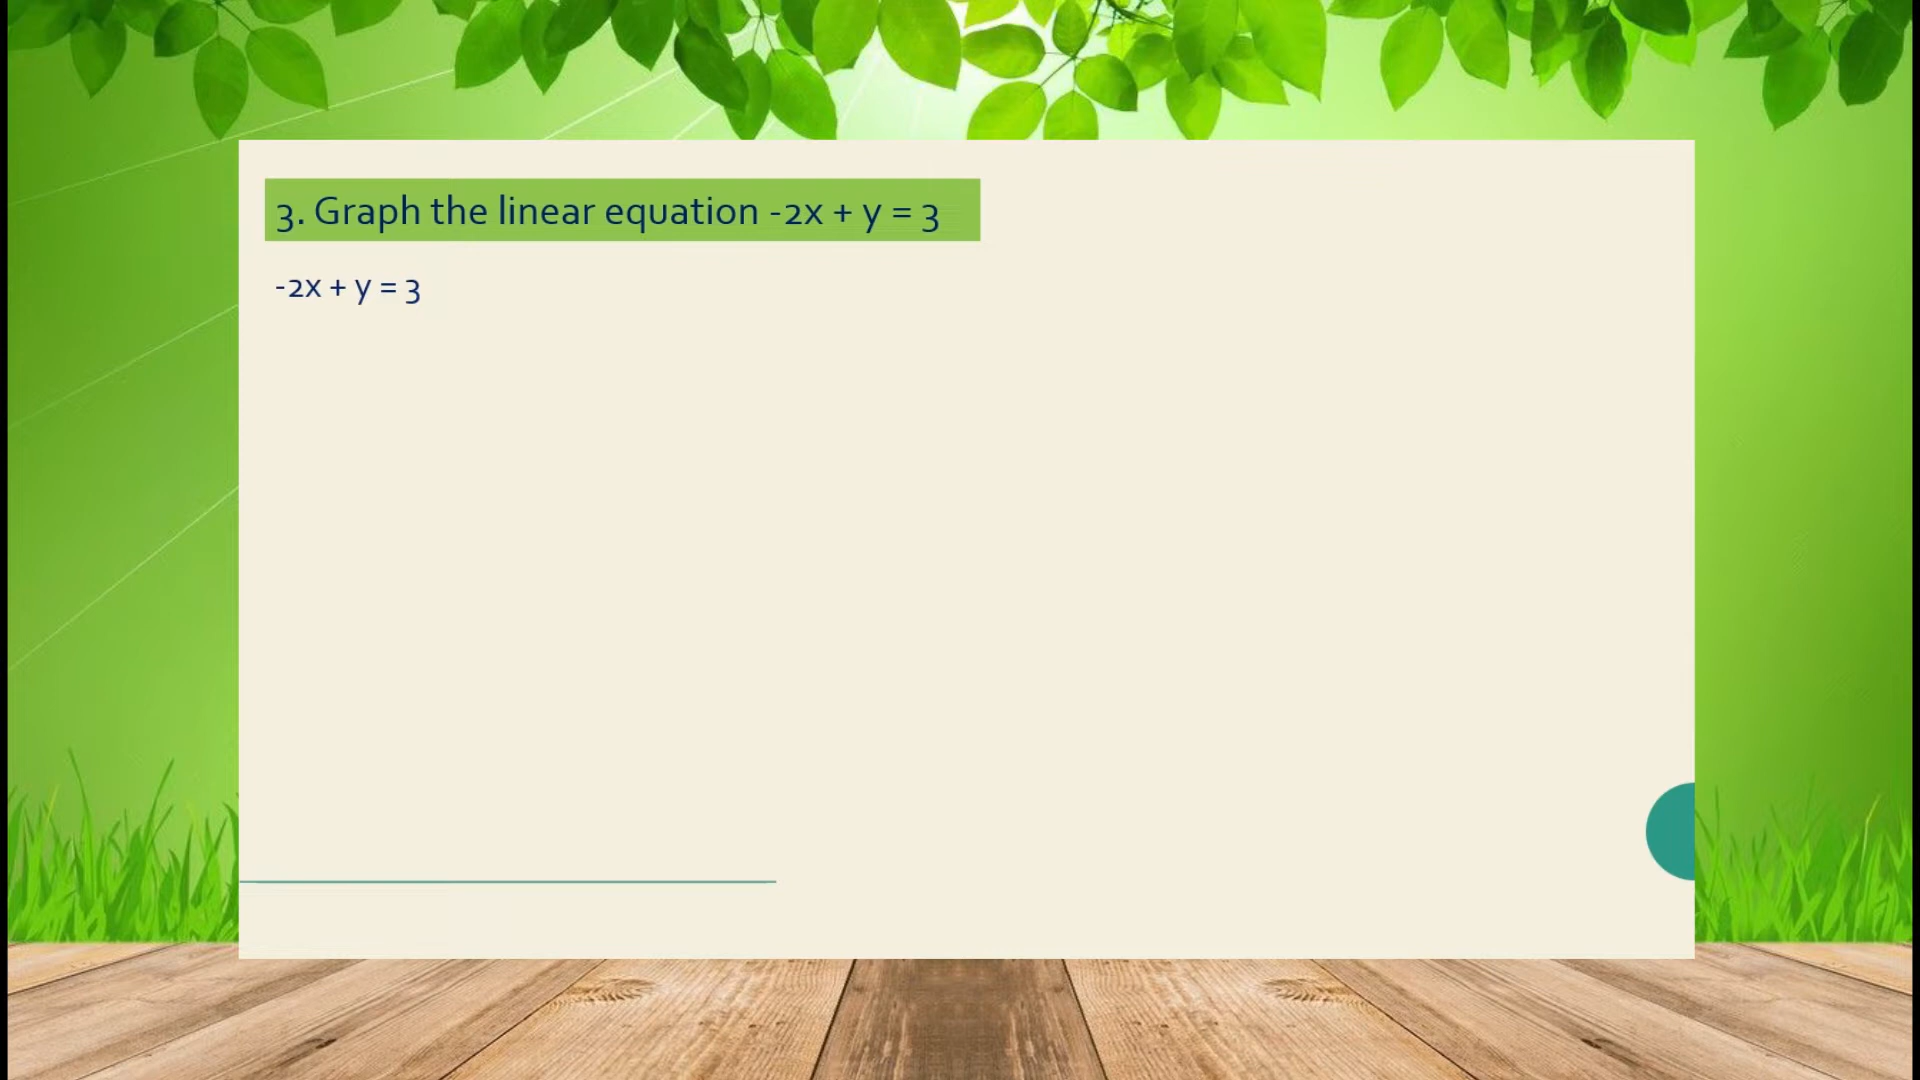 3. Graph the linear equation -2x + y = 3
-2x + y = 3